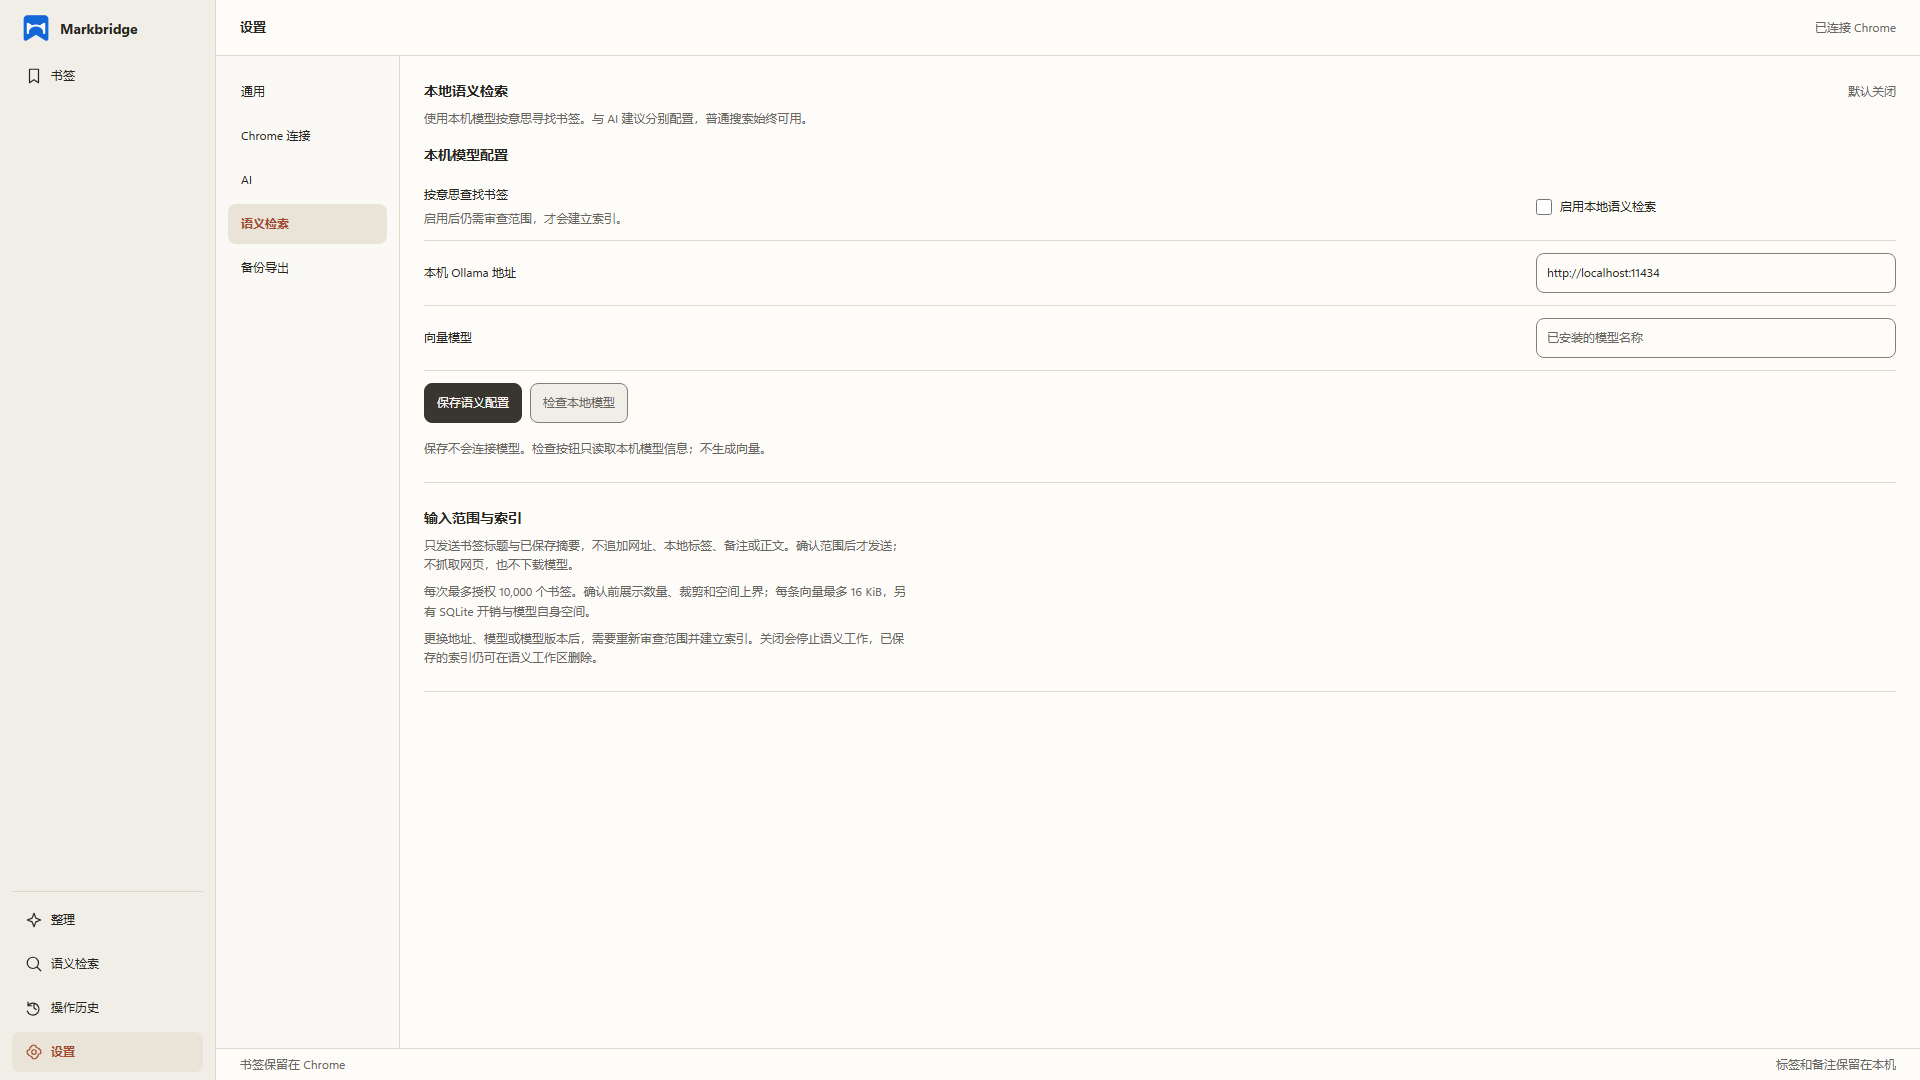 Markbridge
书签
整理
语义检索
操作历史
设置
设置
已连接 Chrome
通用
Chrome 连接
AI
语义检索
备份导出
本地语义检索
默认关闭
使用本机模型按意思寻找书签。与 AI 建议分别配置，普通搜索始终可用。
本机模型配置
按意思查找书签
启用后仍需审查范围，才会建立索引。
启用本地语义检索
本机 Ollama 地址
http://localhost:11434
向量模型
已安装的模型名称
保存语义配置
检查本地模型
保存不会连接模型。检查按钮只读取本机模型信息；不生成向量。
输入范围与索引
只发送书签标题与已保存摘要，不追加网址、本地标签、备注或正文。确认范围后才发送；
不抓取网页，也不下载模型。
每次最多授权 10,000 个书签。确认前展示数量、裁剪和空间上界；每条向量最多 16 KiB，另
有 SQLite 开销与模型自身空间。
更换地址、模型或模型版本后，需要重新审查范围并建立索引。关闭会停止语义工作，已保
存的索引仍可在语义工作区删除。
书签保留在 Chrome
标签和备注保留在本机